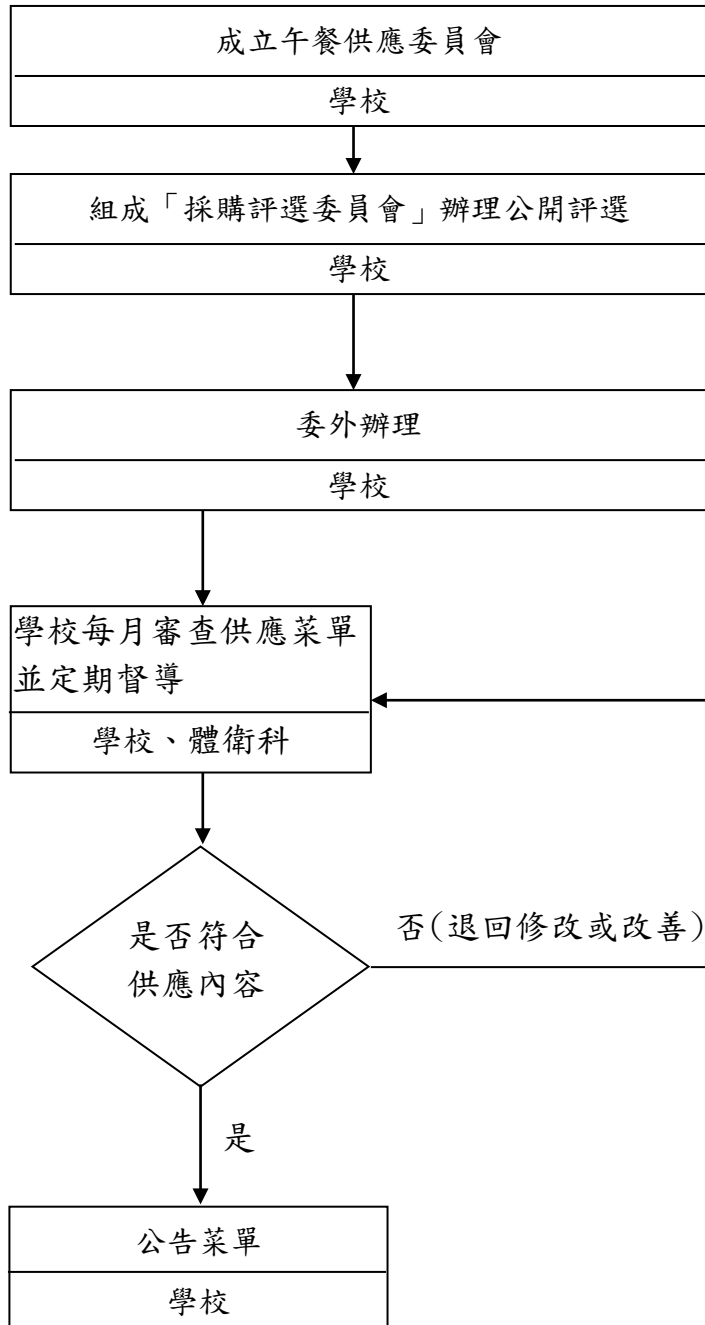 成立午餐供應委員會
學校
組成「採購評選委員會」辦理公開評選
學校
委外辦理
學校
學校每月審查供應菜單
並定期督導
學校、體衛科
是否符合
供應內容
否(退回修改或改善)
是
公告菜單
學校